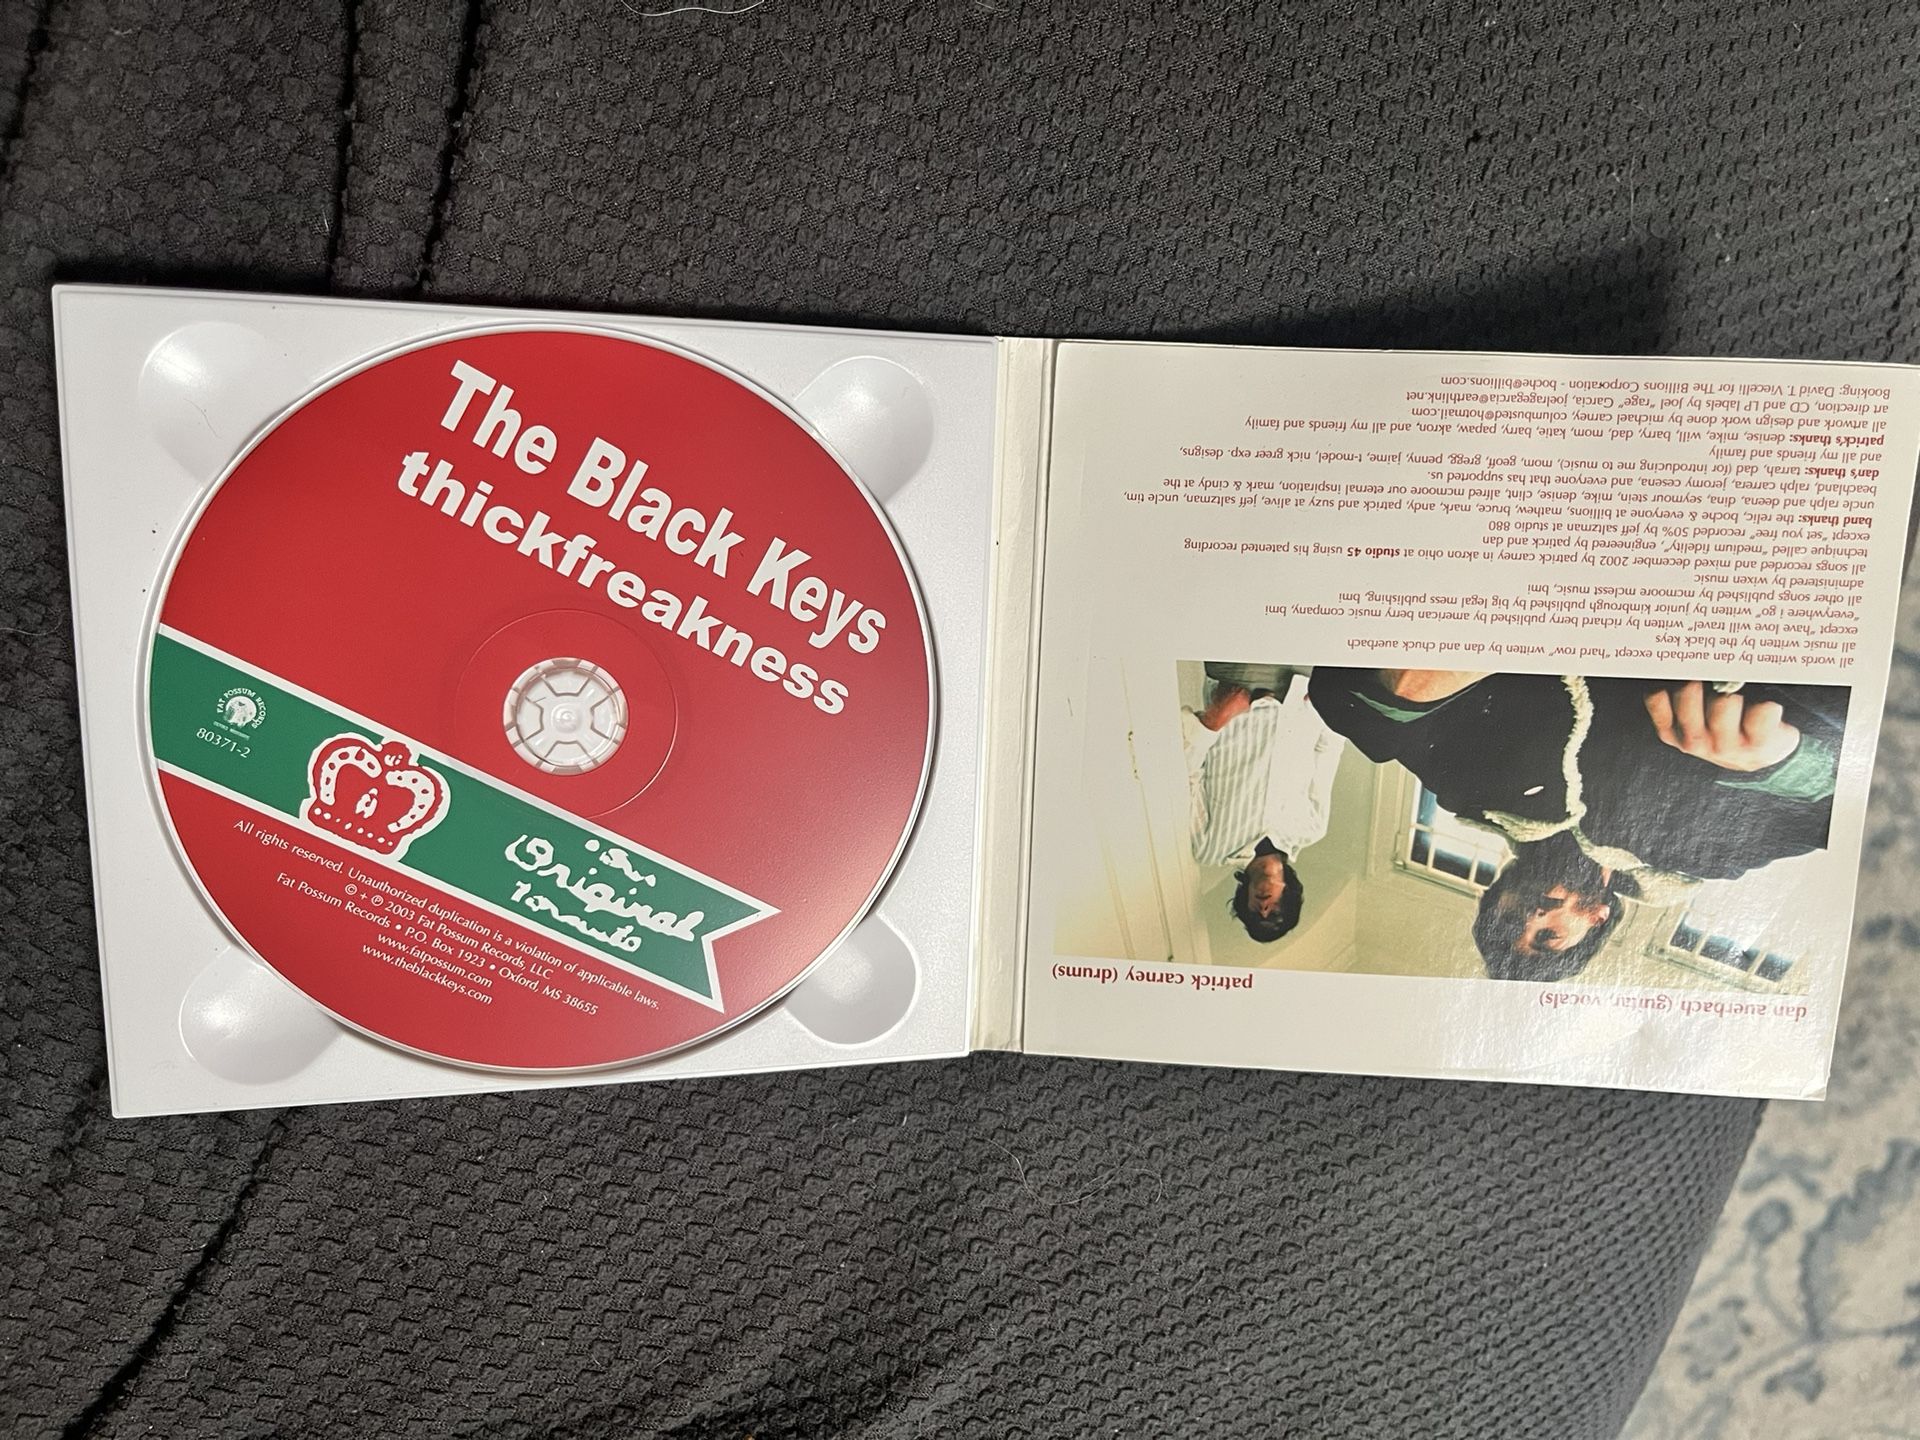 The Black Keys
thickfreakness
FAT POSSUM RECORDS
80371-2
Original
All rights reserved. Unauthorized duplication is a violation of applicable laws.
© + ℗ 2003 Fat Possum Records, LLC
Fat Possum Records • P.O. Box 1923 • Oxford, MS 38655
www.fatpossum.com
www.theblackkeys.com
dan auerbach (guitar, vocals)
patrick carney (drums)
all words written by dan auerbach except "hard row" written by dan and chuck auerbach
all music written by the black keys
except "have love will travel" written by richard berry published by american berry music company, bmi
"everywhere i go" written by junior kimbrough published by big legal mess publishing, bmi
all other songs published by mcmoore mclesst music, bmi
administered by wixen music
all songs recorded and mixed december 2002 by patrick carney in akron ohio at studio 45 using his patented recording
technique called "medium fidelity", engineered by patrick and dan
except "set you free" recorded 50% by jeff saltzman at studio 880
band thanks: the relic, boche & everyone at billions, mathew, bruce, mark, andy, patrick and suzy at alive, jeff saltzman, uncle tim,
uncle ralph and deena, dina, seymour stein, mike, denise, clint, alfred mcmoore our eternal inspiration, mark & cindy at the
beachland, ralph carrera, jeromy cesena, and everyone that has supported us.
dan's thanks: tarah, dad (for introducing me to music), mom, geoff, gregg, penny, jaime, t-model, nick greer exp. designs,
and all my friends and family
patrick's thanks: denise, mike, will, barry, dad, mom, katie, barry, papaw, akron, and all my friends and family
all artwork and design work done by michael carney, columbusted@hotmail.com
art direction, CD and LP labels by Joel "rage" Garcia, joelragegarcia@earthlink.net
Booking: David T. Viecelli for The Billions Corporation - boche@billions.com